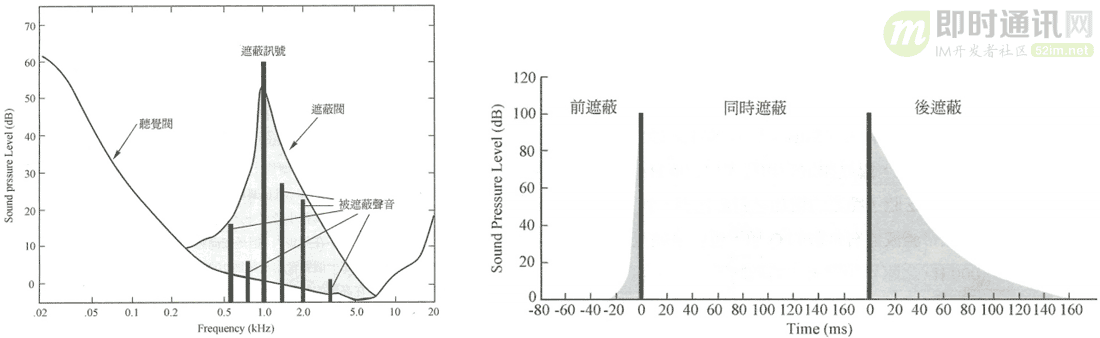 70
60
50
40
30
20
10
0
Sound prssure Level (dB)
遮蔽訊號
遮蔽閥
聽覺閥
被遮蔽聲音
.02 .05 0.1 0.2 0.5 1.0 2.0 5.0 10 20
Frequency (kHz)
即时通讯网
IM开发者社区 52im.net
120
100
80
60
40
20
0
Sound Pressure Level (dB)
前遮蔽 同時遮蔽 後遮蔽
-80 -60 -40 -20 0 20 40 60 80 100 120 140 160 0 20 40 60 80 100 120 140 160
Time (ms)